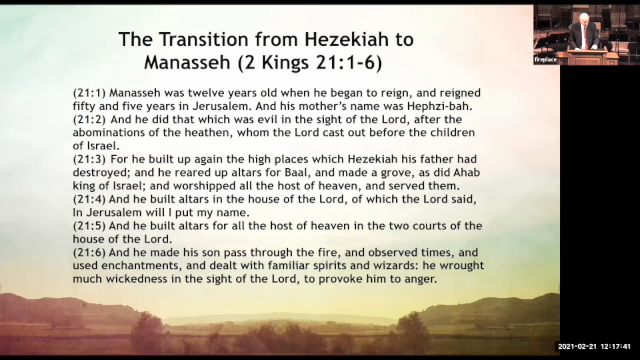 The Transition from Hezekiah to
Manasseh (2 Kings 21:1-6)
(21:1) Manasseh was twelve years old when he began to reign, and reigned
fifty and five years in Jerusalem. And his mother's name was Hephzi-bah.
(21:2) And he did that which was evil in the sight of the Lord, after the
abominations of the heathen, whom the Lord cast out before the children
of Israel.
(21:3) For he built up again the high places which Hezekiah his father had
destroyed; and he reared up altars for Baal, and made a grove, as did Ahab
king of Israel; and worshipped all the host of heaven, and served them.
(21:4) And he built altars in the house of the Lord, of which the Lord said,
In Jerusalem will I put my name.
(21:5) And he built altars for all the host of heaven in the two courts of the
house of the Lord.
(21:6) And he made his son pass through the fire, and observed times, and
used enchantments, and dealt with familiar spirits and wizards: he wrought
much wickedness in the sight of the Lord, to provoke him to anger.
fireplace
2021-02-21 12:17:41